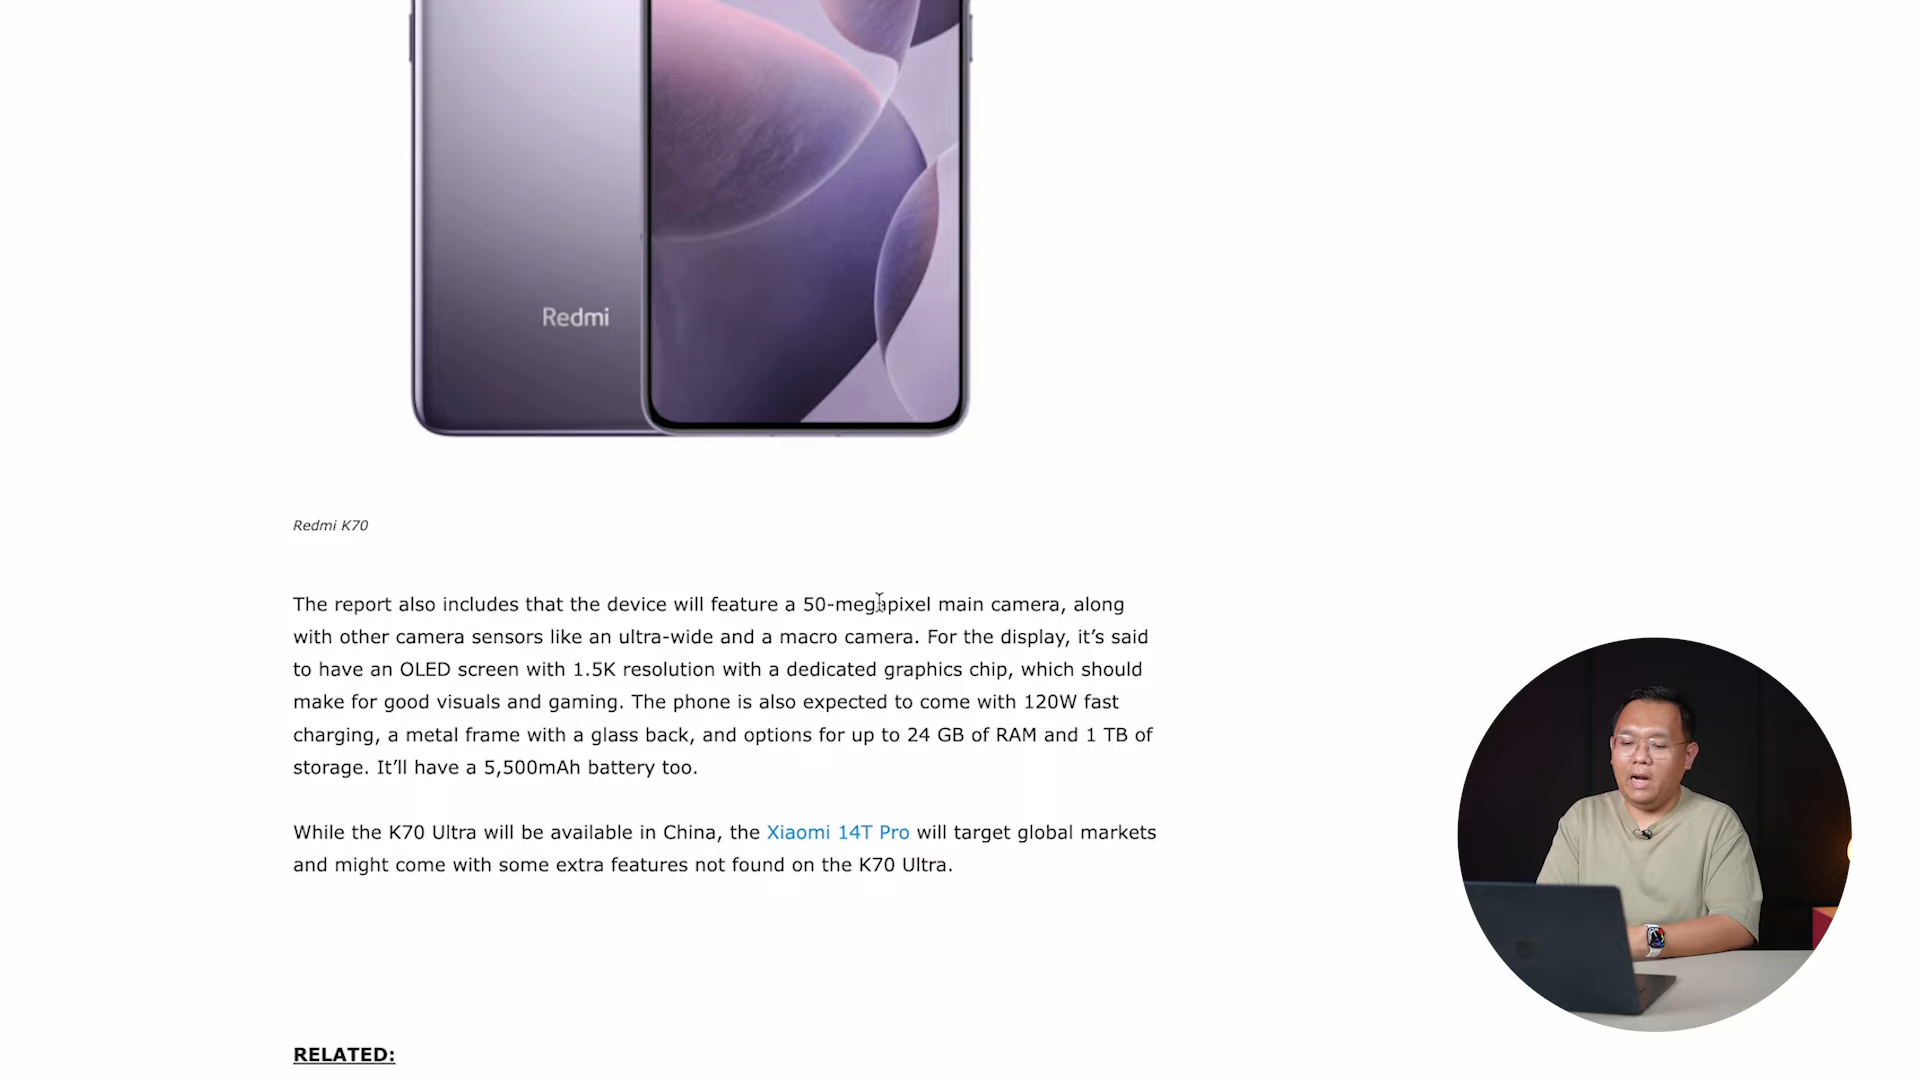 Redmi
Redmi K70
The report also includes that the device will feature a 50-megapixel main camera, along
with other camera sensors like an ultra-wide and a macro camera. For the display, it’s said
to have an OLED screen with 1.5K resolution with a dedicated graphics chip, which should
make for good visuals and gaming. The phone is also expected to come with 120W fast
charging, a metal frame with a glass back, and options for up to 24 GB of RAM and 1 TB of
storage. It’ll have a 5,500mAh battery too.
While the K70 Ultra will be available in China, the Xiaomi 14T Pro will target global markets
and might come with some extra features not found on the K70 Ultra.
RELATED: